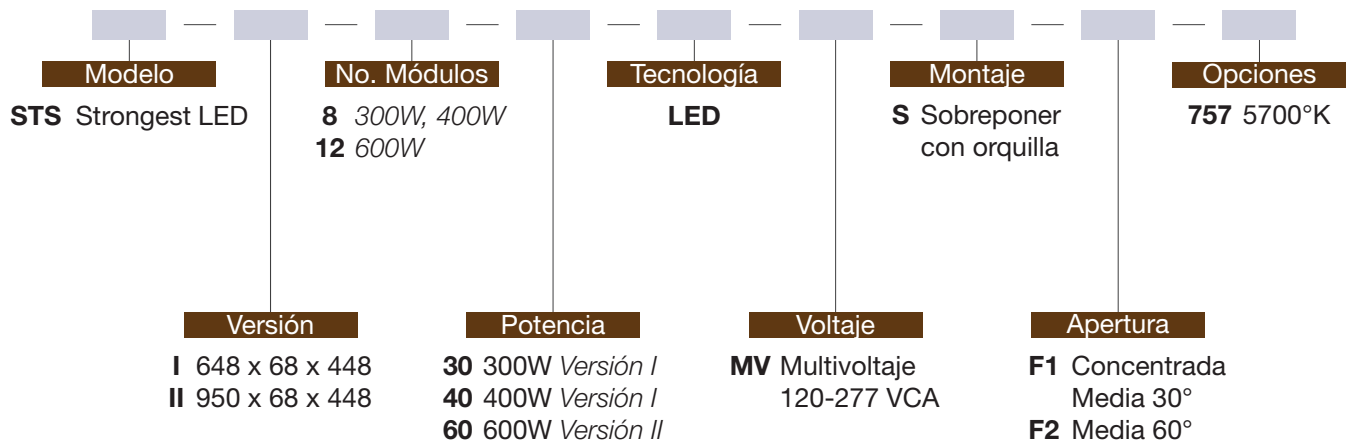 Modelo
STS Strongest LED
No. Módulos
8 300W, 400W
12 600W
Tecnología
LED
Montaje
S Sobreponer
con orquilla
Opciones
757 5700°K
Versión
I 648 x 68 x 448
II 950 x 68 x 448
Potencia
30 300W Versión I
40 400W Versión I
60 600W Versión II
Voltaje
MV Multivoltaje
120-277 VCA
Apertura
F1 Concentrada
Media 30°
F2 Media 60°